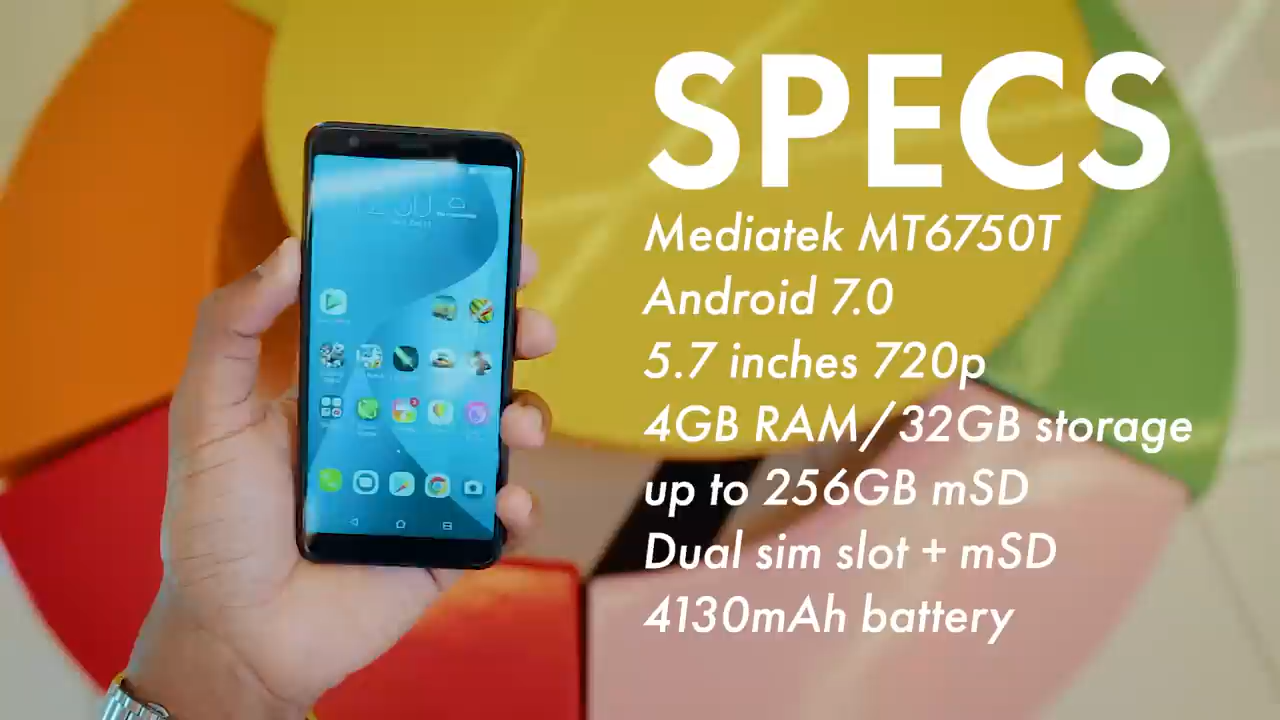 SPECS
Mediatek MT6750T
Android 7.0
5.7 inches 720p
4GB RAM/32GB storage
up to 256GB mSD
Dual sim slot + mSD
4130mAh battery